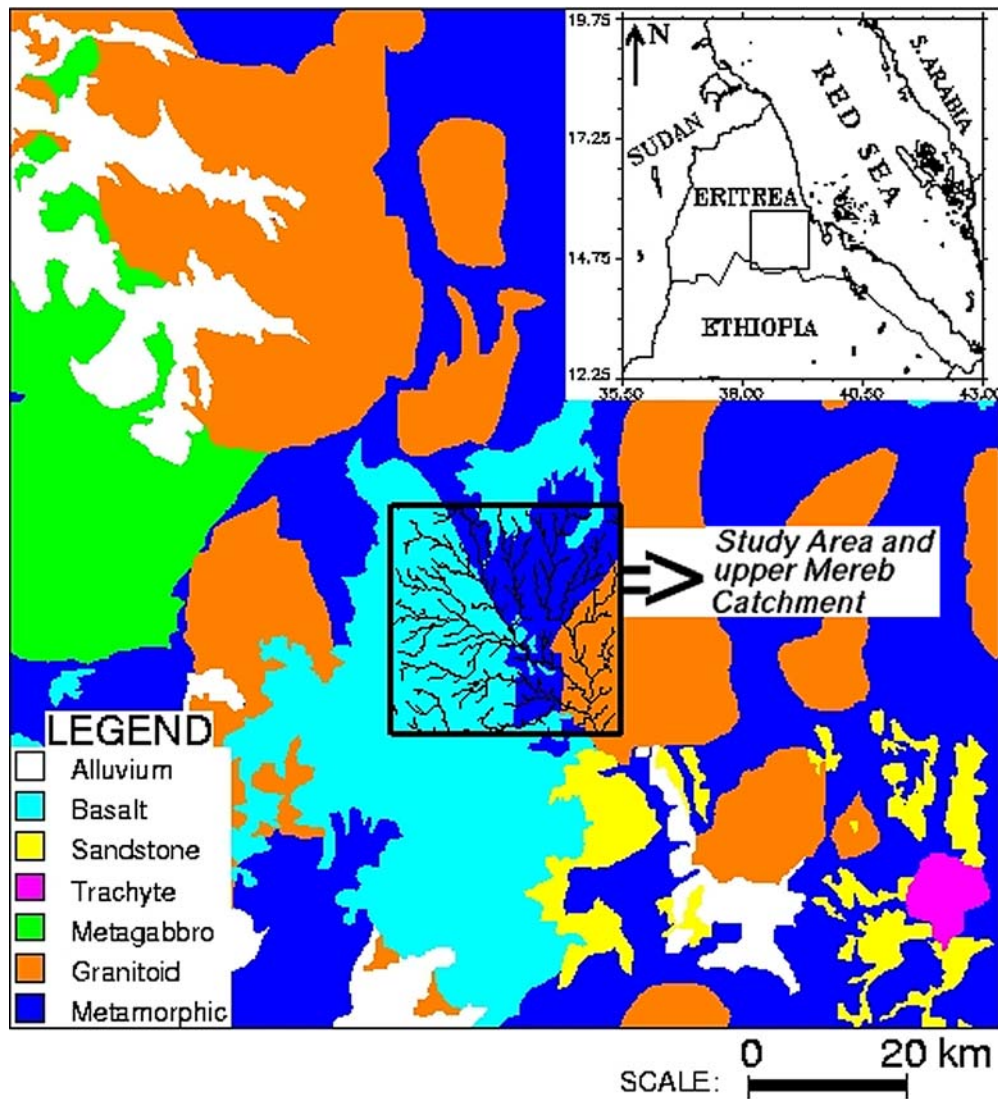 19.75
17.25
14.75
12.25
35.50
38.00
40.50
43.00
N
S. ARABIA
RED SEA
SUDAN
ERITREA
ETHIOPIA
Study Area and
upper Mereb
Catchment
LEGEND
Alluvium
Basalt
Sandstone
Trachyte
Metagabbro
Granitoid
Metamorphic
0 20 km
SCALE: